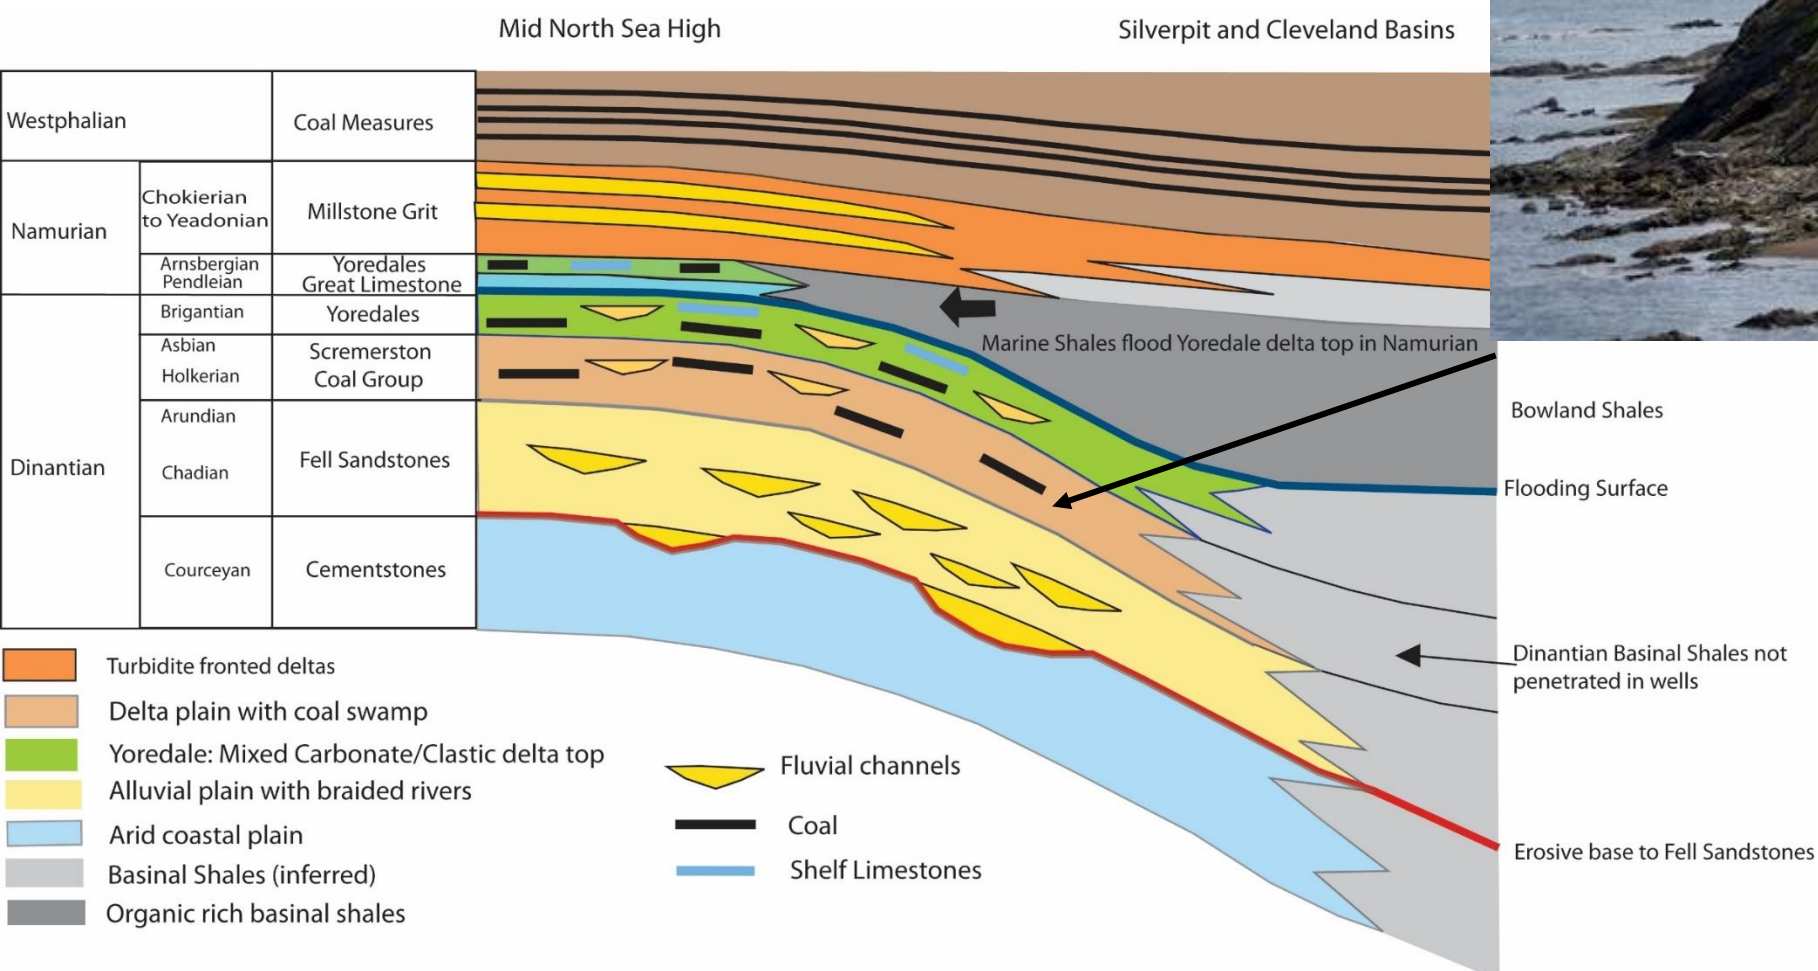 Mid North Sea High
Silverpit and Cleveland Basins
Westphalian
Coal Measures
Namurian
Chokierian
to Yeadonian
Millstone Grit
Arnsbergian
Pendleian
Yoredales
Great Limestone
Dinantian
Brigantian
Yoredales
Asbian
Holkerian
Scremerston
Coal Group
Arundian
Chadian
Fell Sandstones
Courceyan
Cementstones
Marine Shales flood Yoredale delta top in Namurian
Bowland Shales
Flooding Surface
Dinantian Basinal Shales not
penetrated in wells
Erosive base to Fell Sandstones
Turbidite fronted deltas
Delta plain with coal swamp
Yoredale: Mixed Carbonate/Clastic delta top
Alluvial plain with braided rivers
Arid coastal plain
Basinal Shales (inferred)
Organic rich basinal shales
Fluvial channels
Coal
Shelf Limestones